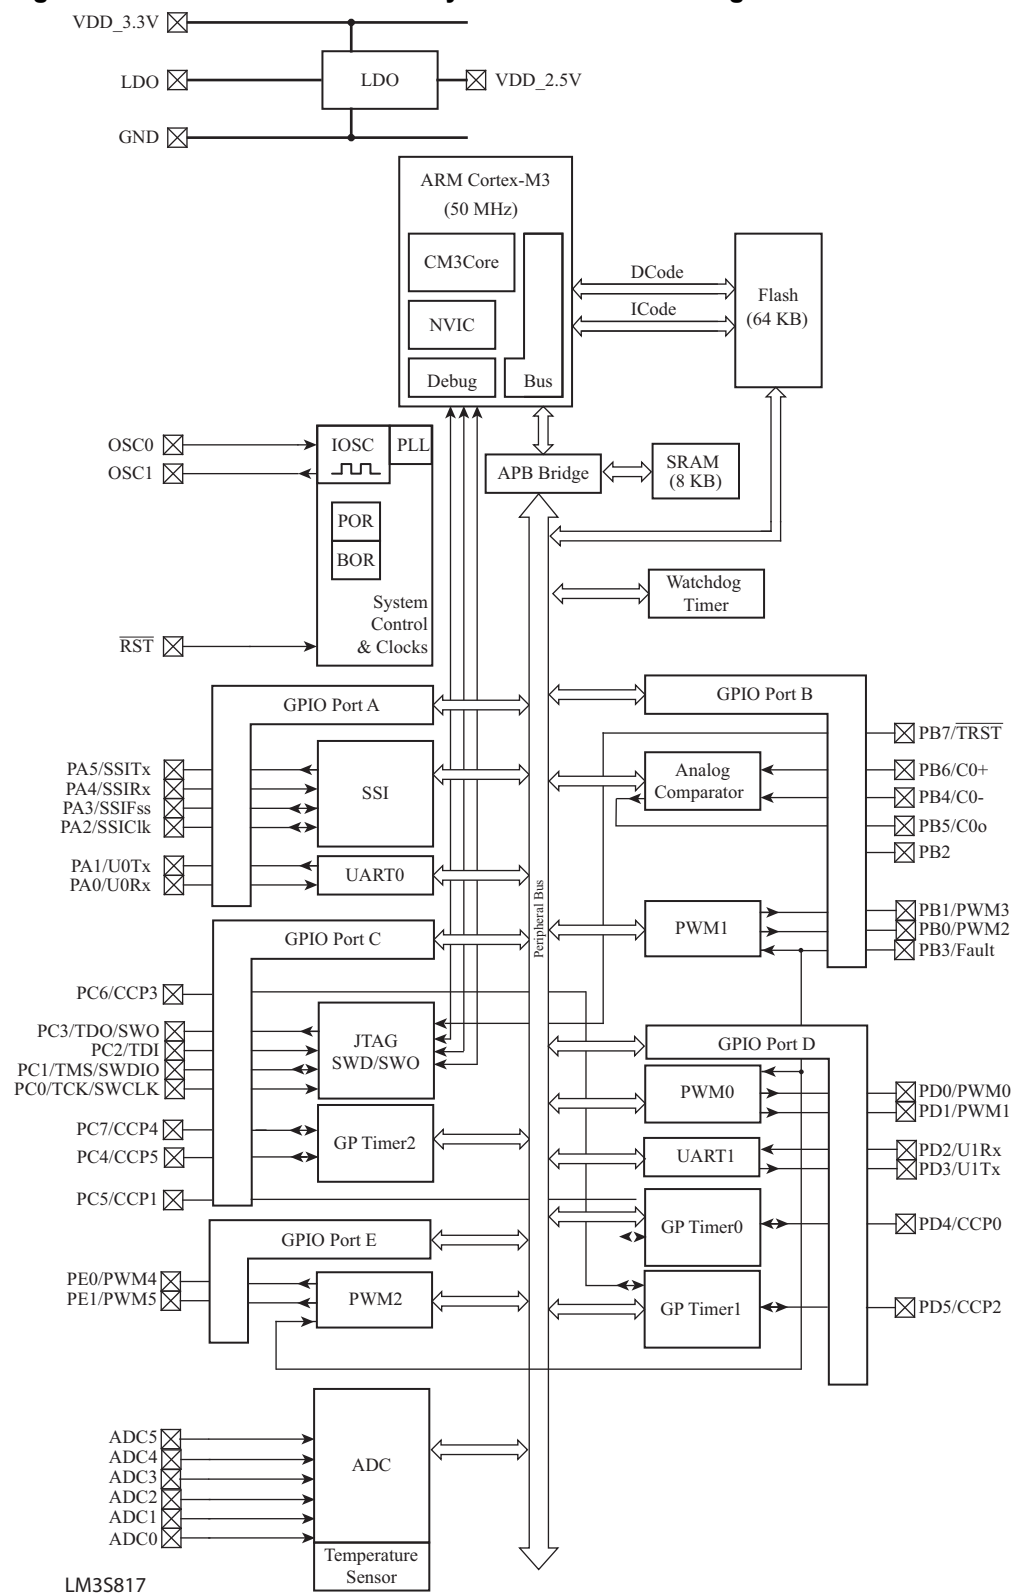 VDD_3.3V
LDO
LDO
VDD_2.5V
GND
ARM Cortex-M3
(50 MHz)
CM3Core
NVIC
Debug
Bus
DCode
ICode
Flash
(64 KB)
OSC0
OSC1
IOSC
PLL
POR
BOR
System
Control
& Clocks
RST
APB Bridge
SRAM
(8 KB)
Watchdog
Timer
Peripheral Bus
GPIO Port A
PA5/SSITx
PA4/SSIRx
PA3/SSIFss
PA2/SSIClk
SSI
PA1/U0Tx
PA0/U0Rx
UART0
GPIO Port B
PB7/TRST
Analog
Comparator
PB6/C0+
PB4/C0-
PB5/C0o
PB2
PWM1
PB1/PWM3
PB0/PWM2
PB3/Fault
GPIO Port C
PC6/CCP3
PC3/TDO/SWO
PC2/TDI
PC1/TMS/SWDIO
PC0/TCK/SWCLK
JTAG
SWD/SWO
PC7/CCP4
PC4/CCP5
GP Timer2
PC5/CCP1
GPIO Port D
PWM0
PD0/PWM0
PD1/PWM1
UART1
PD2/U1Rx
PD3/U1Tx
GP Timer0
PD4/CCP0
GP Timer1
PD5/CCP2
GPIO Port E
PE0/PWM4
PE1/PWM5
PWM2
ADC5
ADC4
ADC3
ADC2
ADC1
ADC0
ADC
Temperature
Sensor
LM3S817